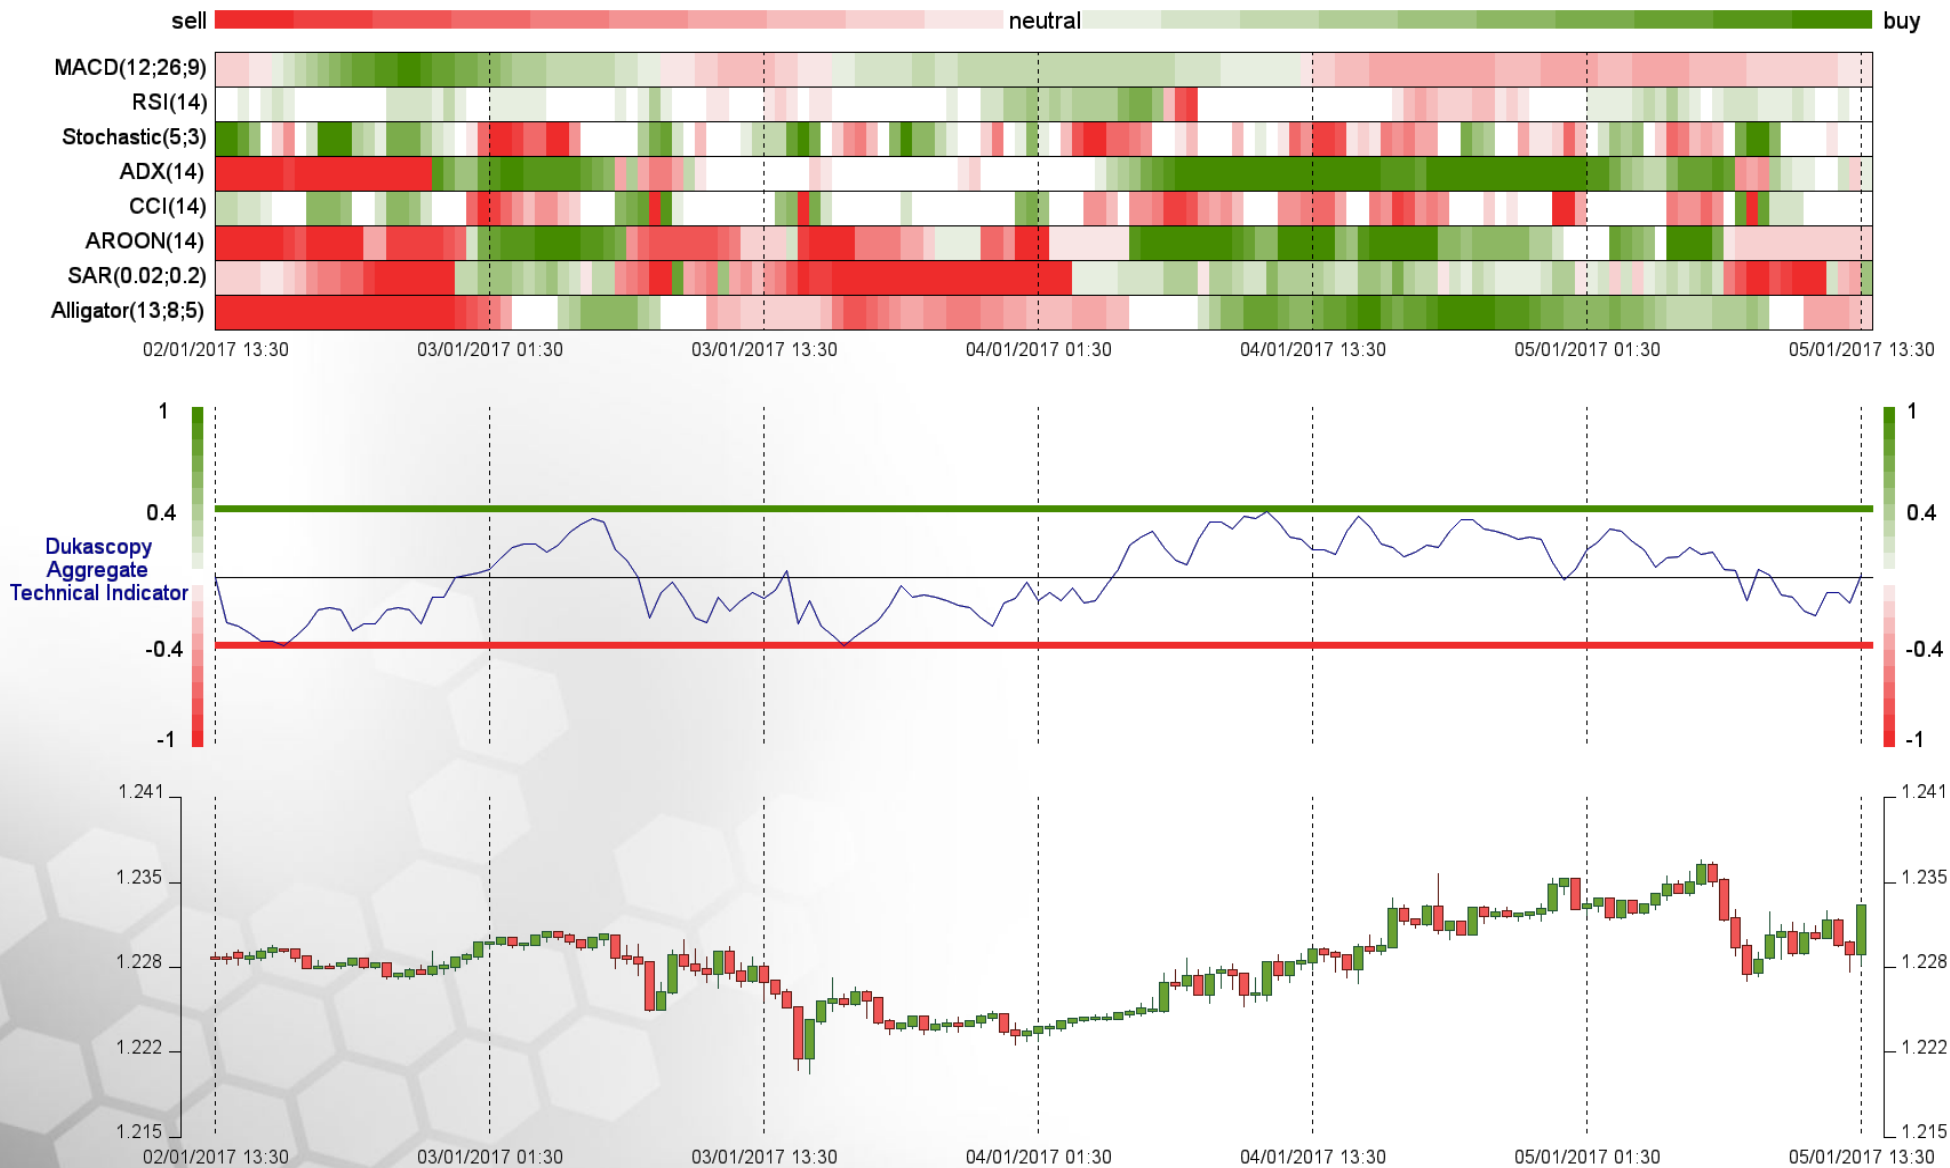 sell neutral buy
MACD(12;26;9)
RSI(14)
Stochastic(5;3)
ADX(14)
CCI(14)
AROON(14)
SAR(0.02;0.2)
Alligator(13;8;5)
02/01/2017 13:30 03/01/2017 01:30 03/01/2017 13:30 04/01/2017 01:30 04/01/2017 13:30 05/01/2017 01:30 05/01/2017 13:30
1 1
0.4 0.4
Dukascopy
Aggregate
Technical Indicator
-0.4 -0.4
-1 -1
1.241 1.241
1.235 1.235
1.228 1.228
1.222 1.222
1.215 1.215
02/01/2017 13:30 03/01/2017 01:30 03/01/2017 13:30 04/01/2017 01:30 04/01/2017 13:30 05/01/2017 01:30 05/01/2017 13:30